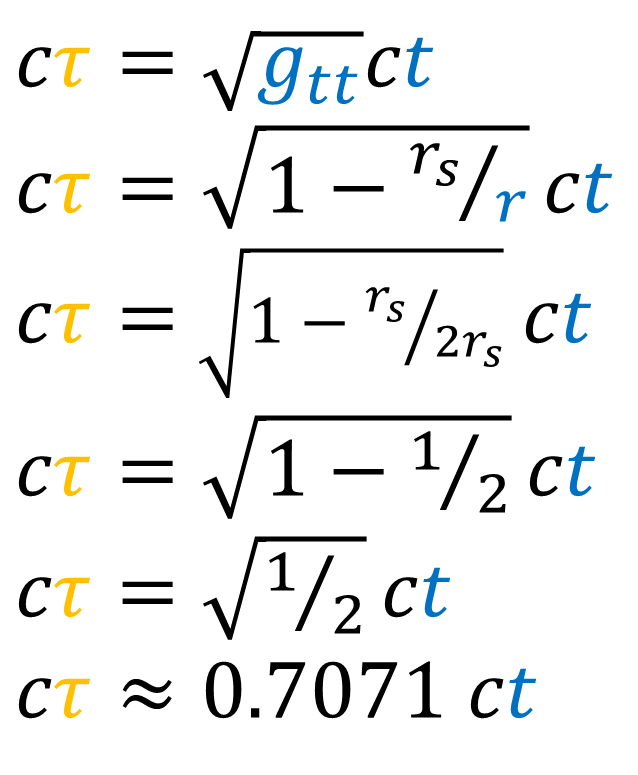 cτ = √g_tt ct
cτ = √(1 − r_s/r) ct
cτ = √(1 − r_s/2r_s) ct
cτ = √(1 − 1/2) ct
cτ = √(1/2) ct
cτ ≈ 0.7071 ct